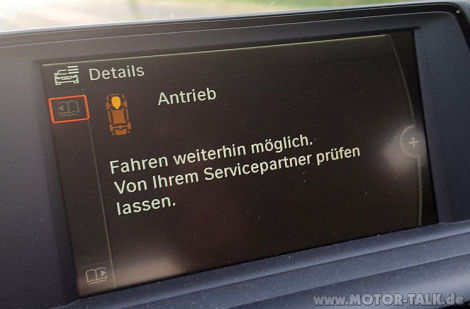 Details
Antrieb
Fahren weiterhin möglich.
Von Ihrem Servicepartner prüfen
lassen.
+
www.MOTOR-TALK.de